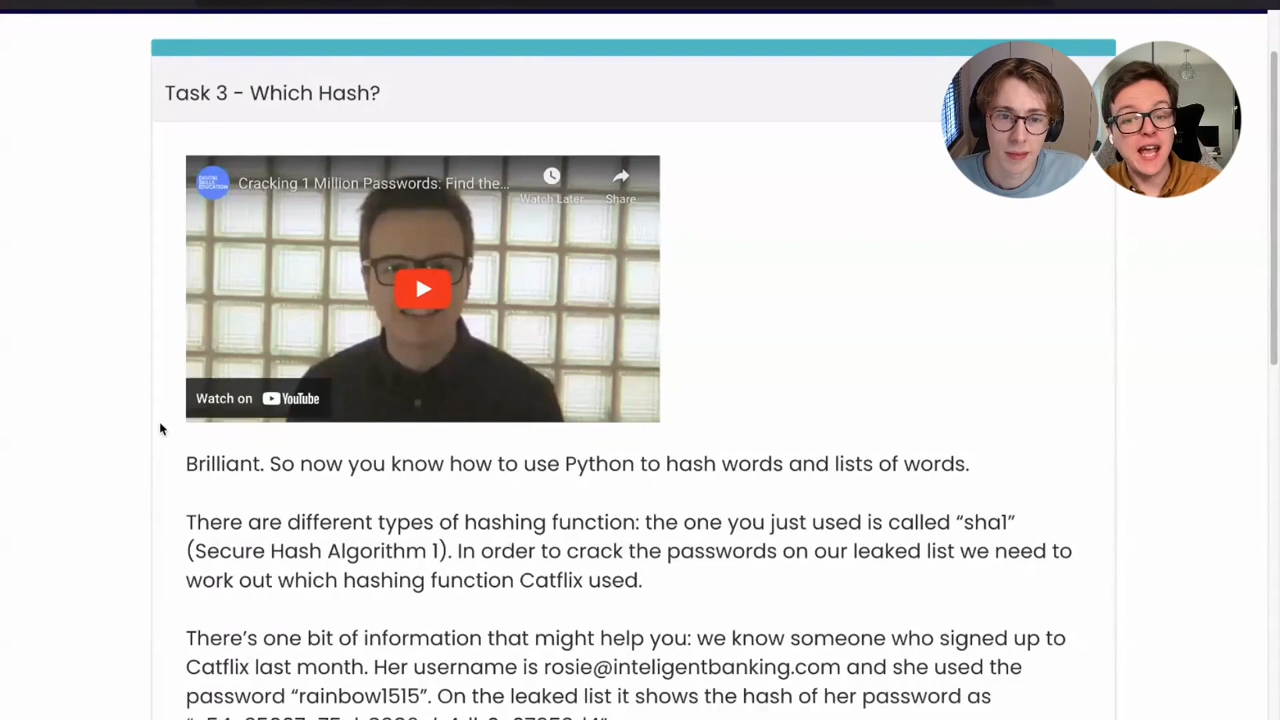 Task 3 - Which Hash?
DIGITAL SKILLS EDUCATION
Cracking 1 Million Passwords: Find the...
Watch Later
Share
Watch on YouTube
Brilliant. So now you know how to use Python to hash words and lists of words.
There are different types of hashing function: the one you just used is called “sha1”
(Secure Hash Algorithm 1). In order to crack the passwords on our leaked list we need to
work out which hashing function Catflix used.
There’s one bit of information that might help you: we know someone who signed up to
Catflix last month. Her username is rosie@inteligentbanking.com and she used the
password “rainbow1515”. On the leaked list it shows the hash of her password as